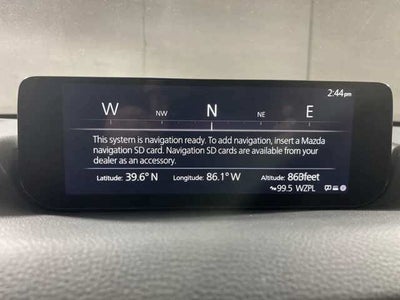 2:44pm
W NW N NE E
This system is navigation ready. To add navigation, insert a Mazda
navigation SD card. Navigation SD cards are available from your
dealer as an accessory.
Latitude: 39.6° N Longitude: 86.1° W Altitude: 860feet
99.5 WZPL